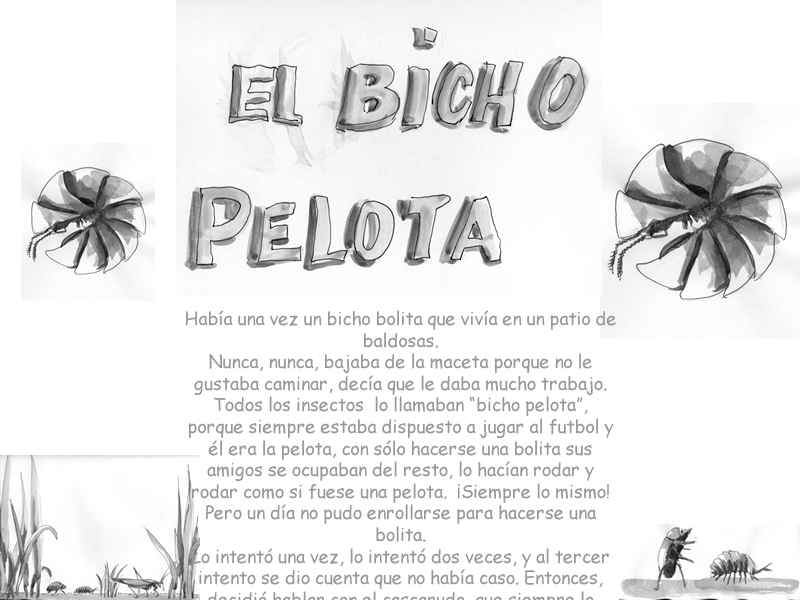 EL BiCHO
PELOTA
Había una vez un bicho bolita que vivía en un patio de
baldosas.
Nunca, nunca, bajaba de la maceta porque no le
gustaba caminar, decía que le daba mucho trabajo.
Todos los insectos lo llamaban “bicho pelota”,
porque siempre estaba dispuesto a jugar al futbol y
él era la pelota, con sólo hacerse una bolita sus
amigos se ocupaban del resto, lo hacían rodar y
rodar como si fuese una pelota. ¡Siempre lo mismo!
Pero un día no pudo enrollarse para hacerse una
bolita.
Lo intentó una vez, lo intentó dos veces, y al tercer
intento se dio cuenta que no había caso. Entonces,
decidió hablar con el cascarudo, que siempre lo